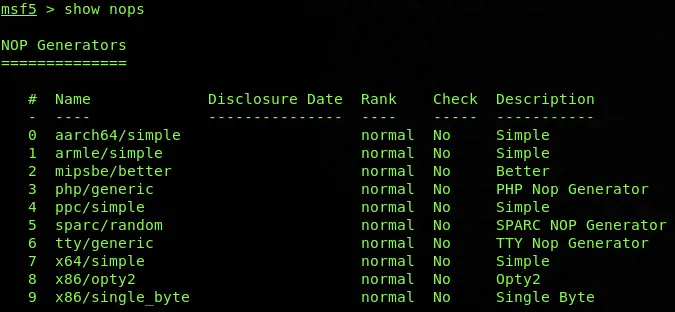 msf5 > show nops
NOP Generators
==============
# Name Disclosure Date Rank Check Description
- ---- --------------- ---- ----- -----------
0 aarch64/simple normal No Simple
1 armle/simple normal No Simple
2 mipsbe/better normal No Better
3 php/generic normal No PHP Nop Generator
4 ppc/simple normal No Simple
5 sparc/random normal No SPARC NOP Generator
6 tty/generic normal No TTY Nop Generator
7 x64/simple normal No Simple
8 x86/opty2 normal No Opty2
9 x86/single_byte normal No Single Byte